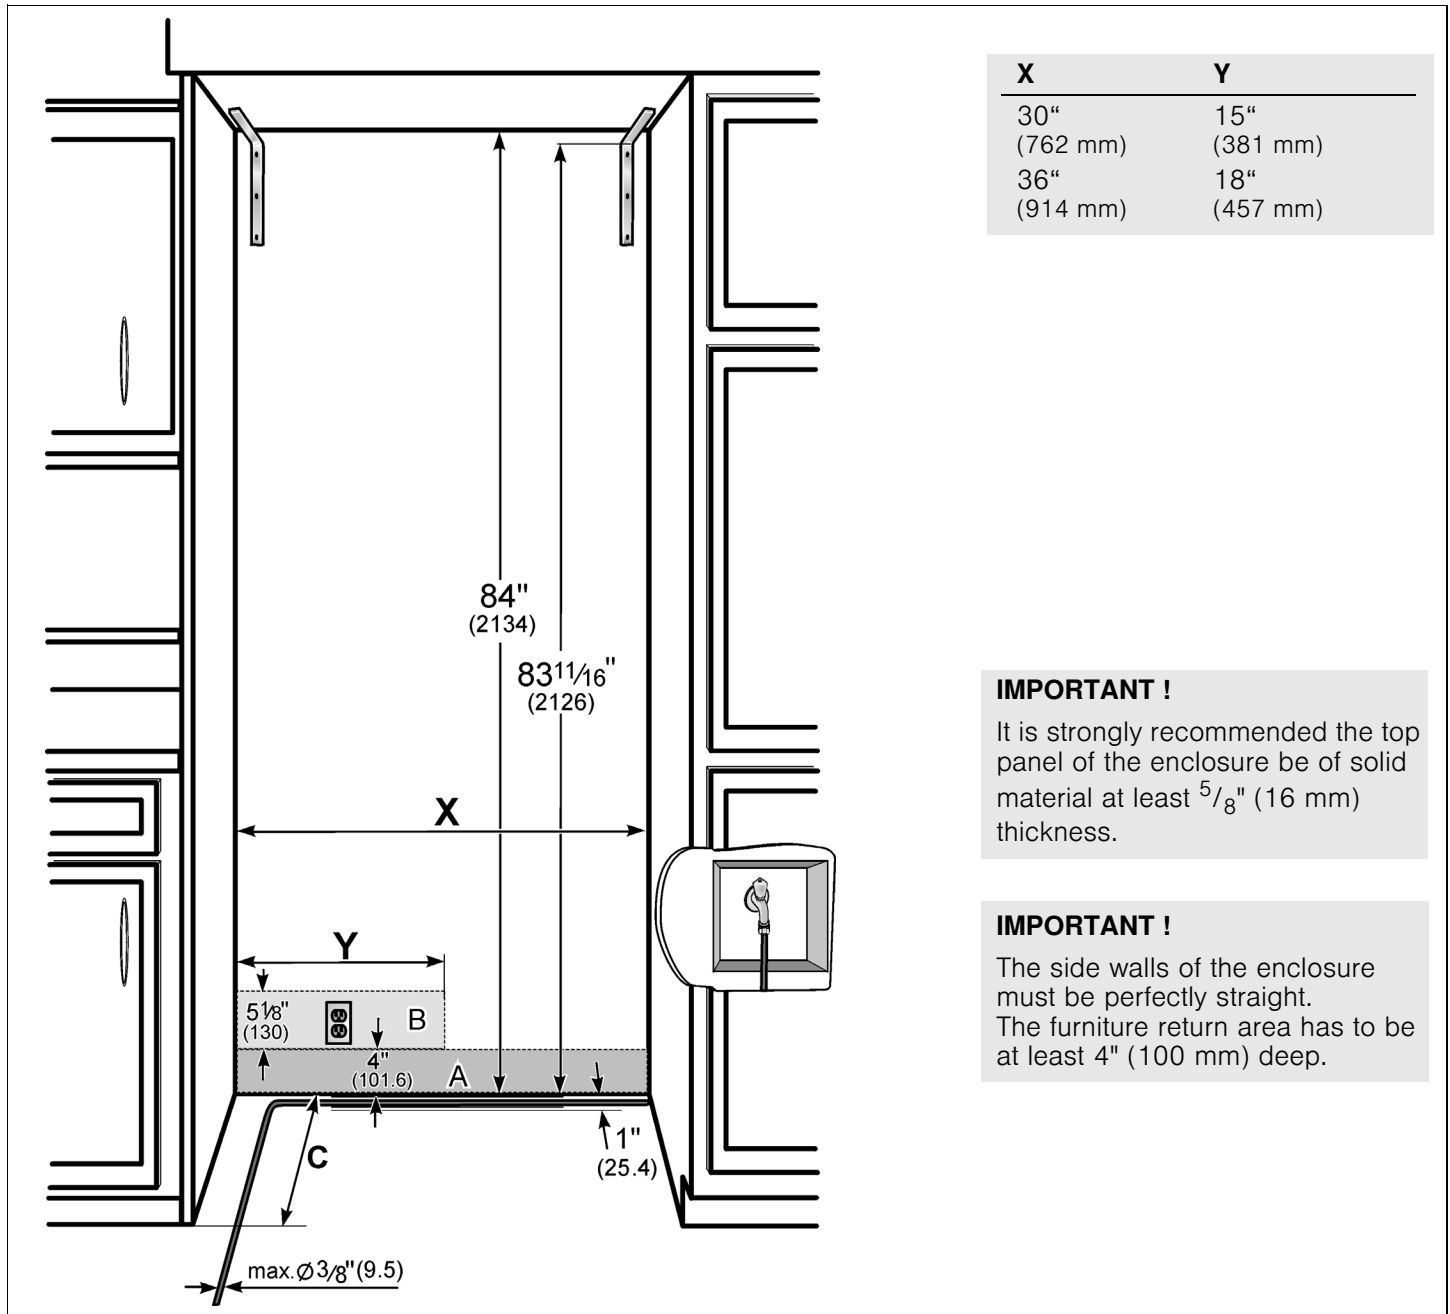 X Y
30“ 15“
(762 mm) (381 mm)
36“ 18“
(914 mm) (457 mm)
84"
(2134)
83 11/16"
(2126)
X
Y
5 1/8"
(130)
B
4"
(101.6)
A
C
1"
(25.4)
max.Ø 3/8"(9.5)
IMPORTANT !
It is strongly recommended the top
panel of the enclosure be of solid
material at least 5/8" (16 mm)
thickness.
IMPORTANT !
The side walls of the enclosure
must be perfectly straight.
The furniture return area has to be
at least 4" (100 mm) deep.